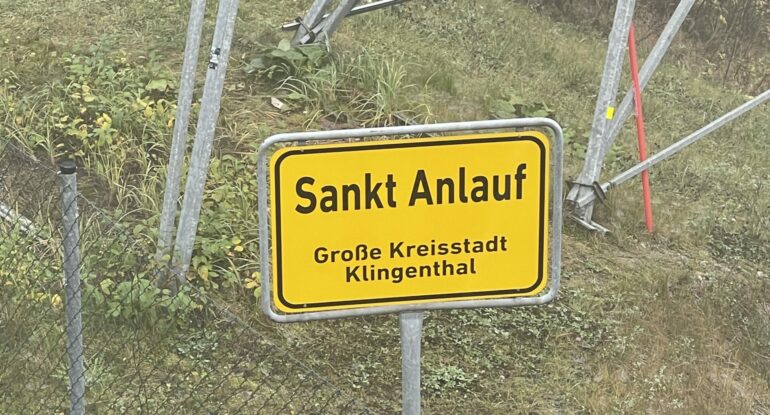 Sankt Anlauf
Große Kreisstadt
Klingenthal